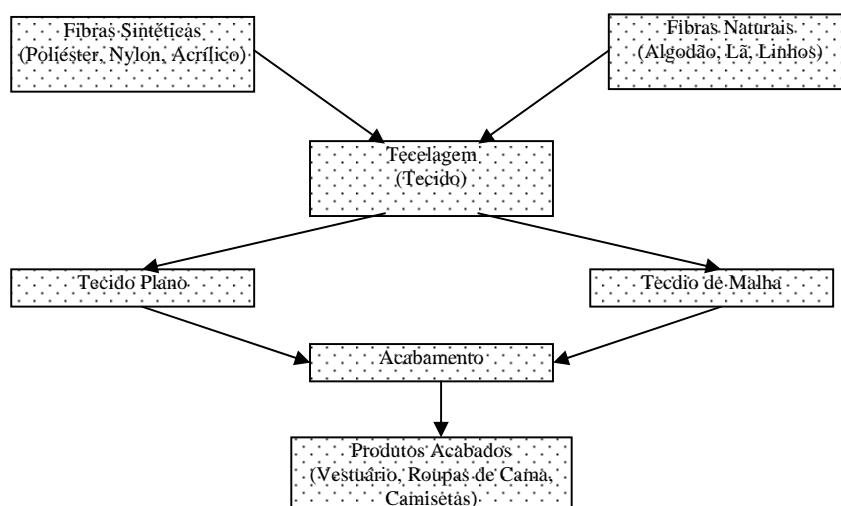 Fibras Sintéticas
(Poliéster, Nylon, Acrílico)
Fibras Naturais
(Algodão, Lã, Linhos)
Tecelagem
(Tecido)
Tecido Plano
Tecdio de Malha
Acabamento
Produtos Acabados
(Vestuário, Roupas de Cama,
Camisetas)